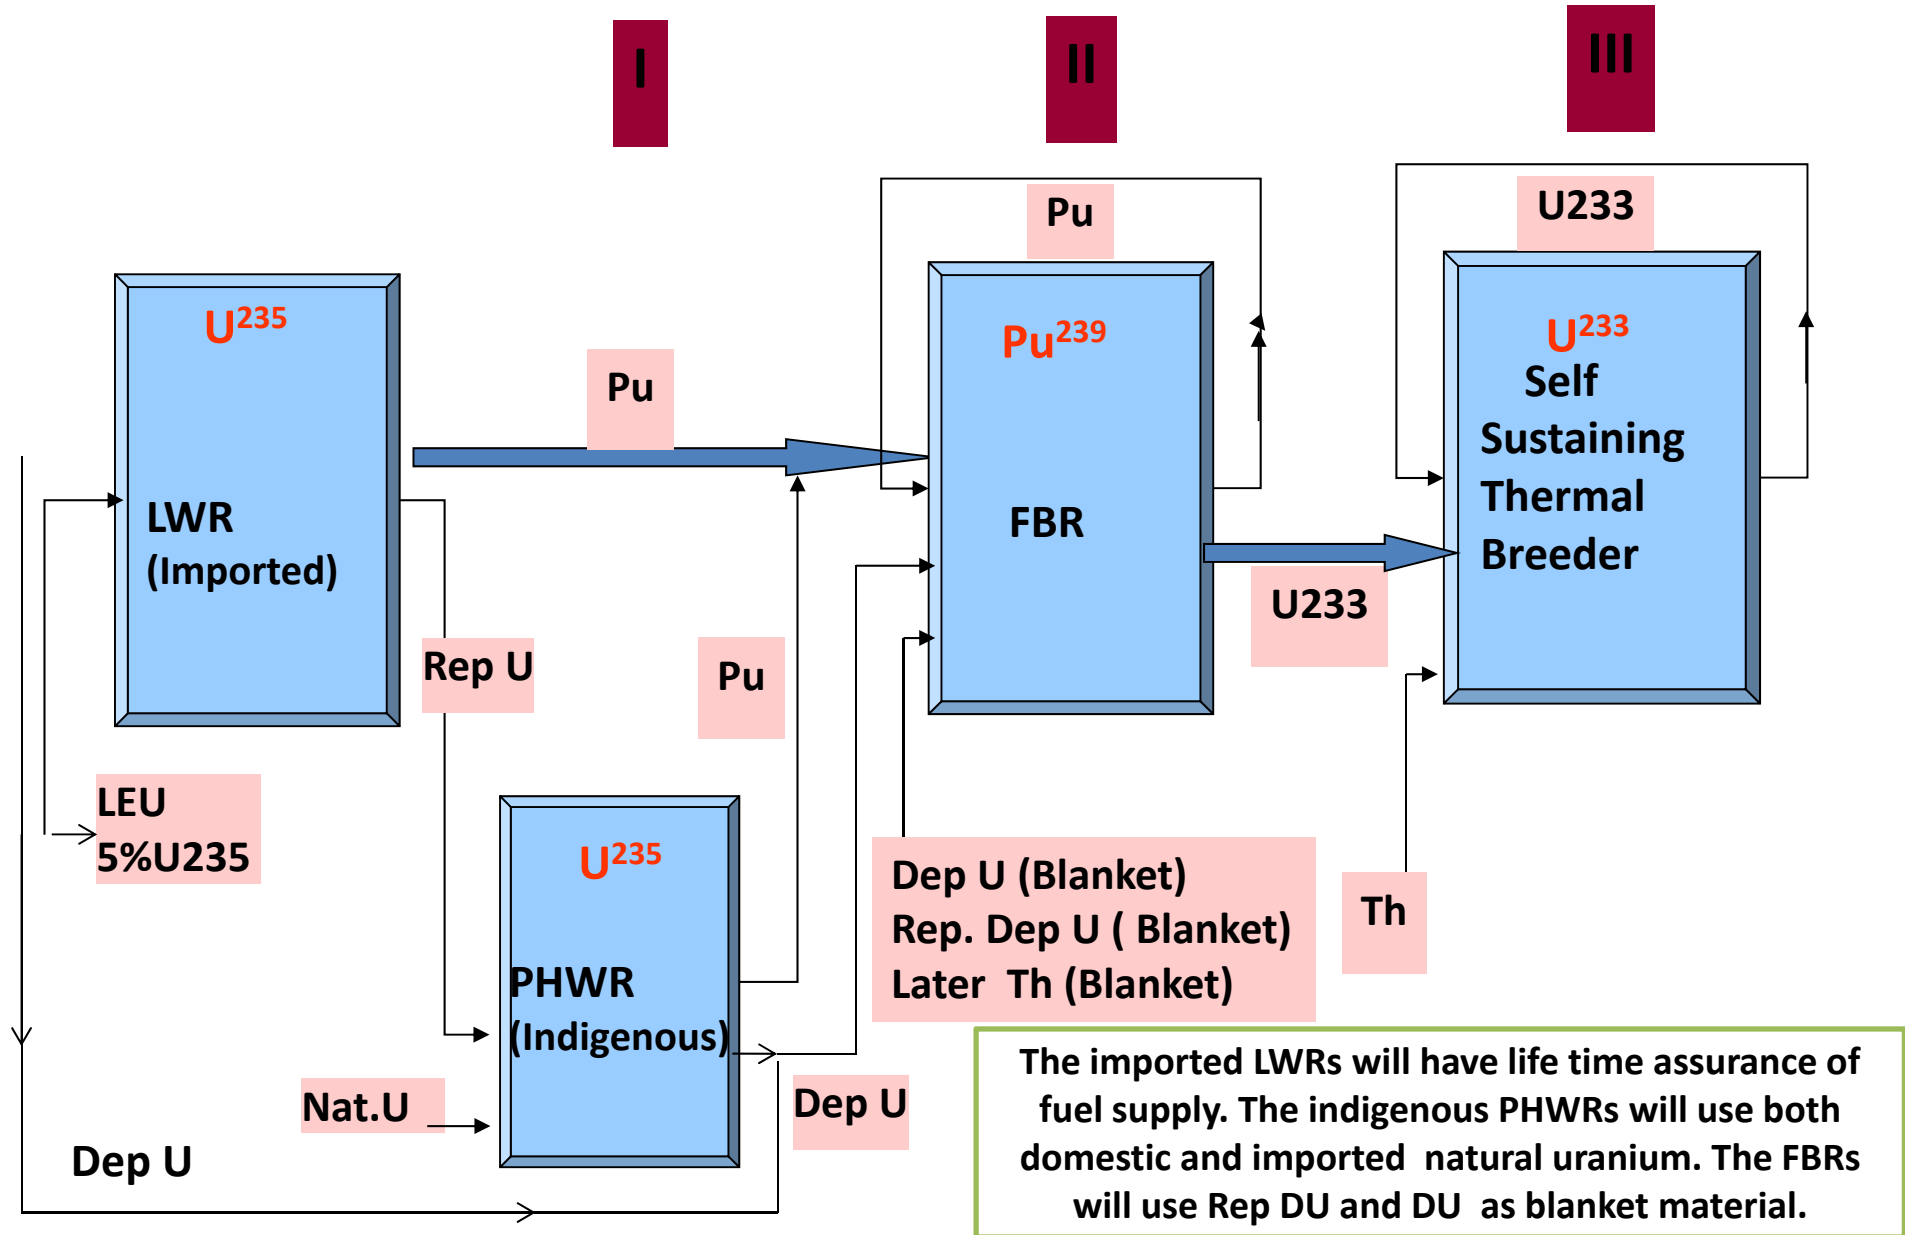 I
II
III
Pu
U233
U²³⁵
Pu
Pu²³⁹
U²³³
Self
Sustaining
Thermal
Breeder
LWR
(Imported)
FBR
U233
Rep U
Pu
LEU
5%U235
U²³⁵
PHWR
(Indigenous)
Dep U (Blanket)
Rep. Dep U ( Blanket)
Later Th (Blanket)
Th
Nat.U
Dep U
Dep U
The imported LWRs will have life time assurance of
fuel supply. The indigenous PHWRs will use both
domestic and imported natural uranium. The FBRs
will use Rep DU and DU as blanket material.